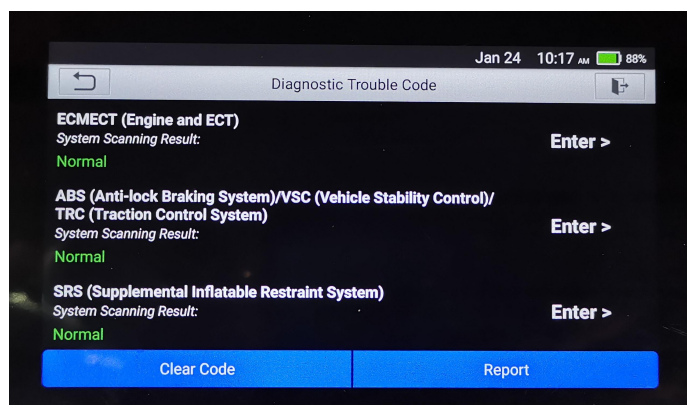 Jan 24 10:17 AM 88%
Diagnostic Trouble Code
ECMECT (Engine and ECT)
System Scanning Result:
Enter >
Normal
ABS (Anti-lock Braking System)/VSC (Vehicle Stability Control)/
TRC (Traction Control System)
System Scanning Result:
Enter >
Normal
SRS (Supplemental Inflatable Restraint System)
System Scanning Result:
Enter >
Normal
Clear Code
Report